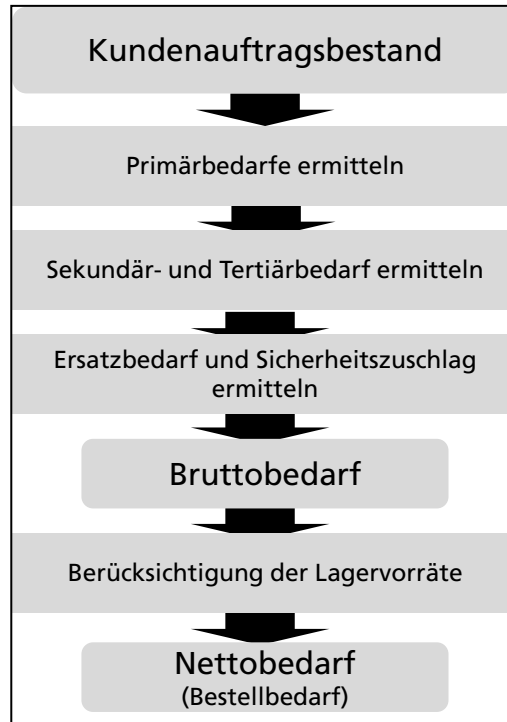 Kundenauftragsbestand
Primärbedarfe ermitteln
Sekundär- und Tertiärbedarf ermitteln
Ersatzbedarf und Sicherheitszuschlag
ermitteln
Bruttobedarf
Berücksichtigung der Lagervorräte
Nettobedarf
(Bestellbedarf)